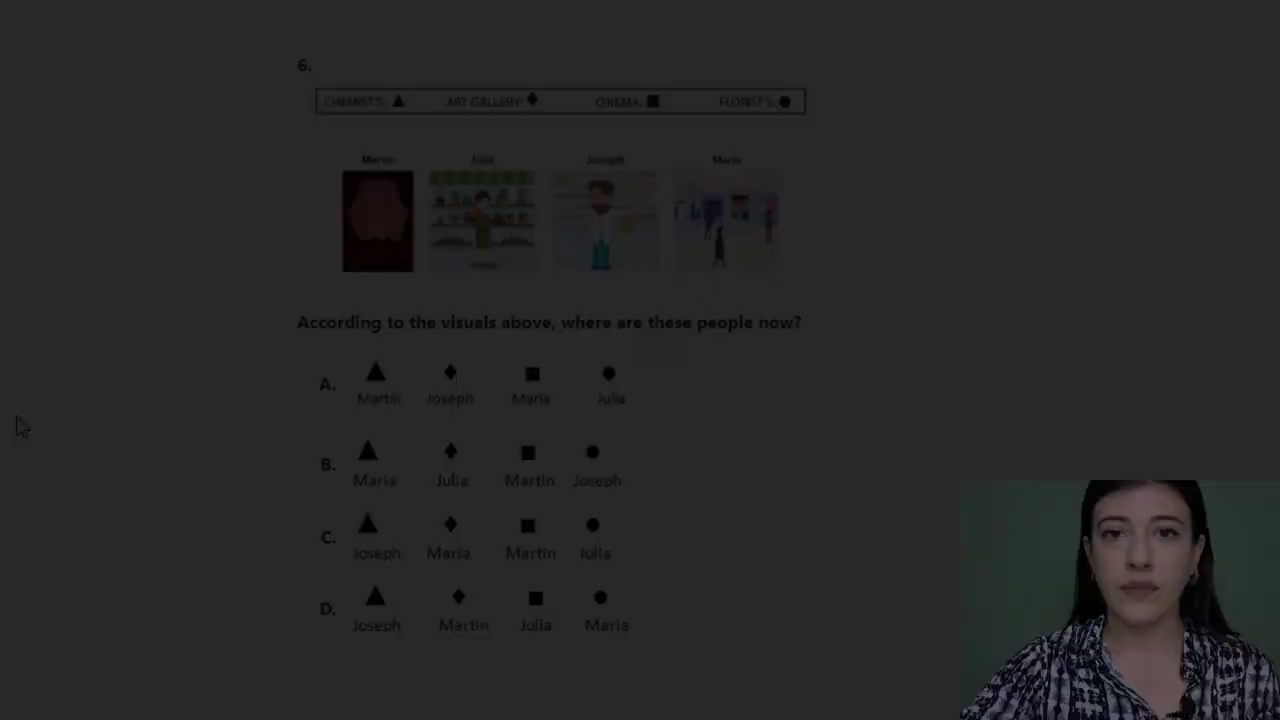 6.
CHEMIST'S: ART GALLERY: CINEMA: FLORIST'S:
Martin Julia Joseph Maria
According to the visuals above, where are these people now?
A.
Martin Joseph Maria Julia
B.
Maria Julia Martin Joseph
C.
Joseph Maria Martin Julia
D.
Joseph Martin Julia Maria